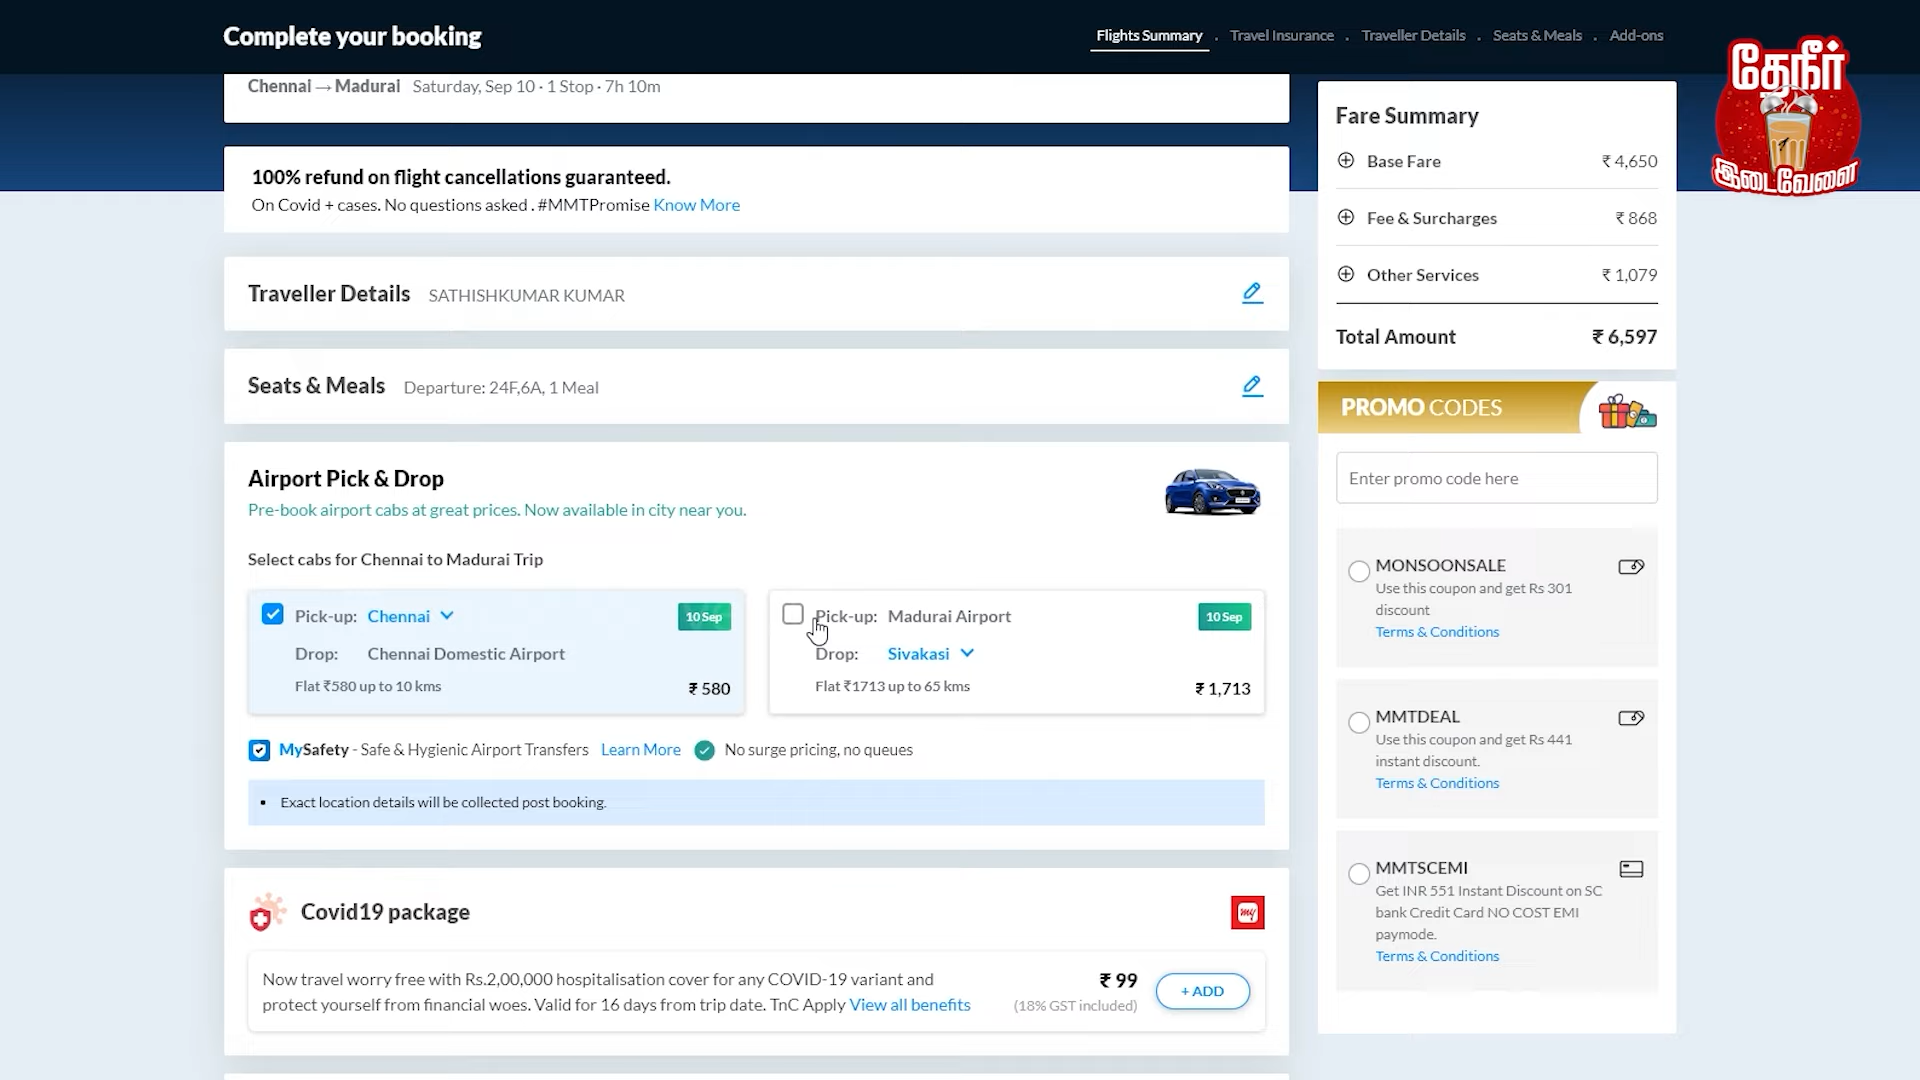 Complete your booking
Flights Summary . Travel Insurance . Traveller Details . Seats & Meals . Add-ons
தேநீர்
இடைவேளை
Chennai → Madurai Saturday, Sep 10 · 1 Stop · 7h 10m
100% refund on flight cancellations guaranteed.
On Covid + cases. No questions asked . #MMTPromise Know More
Traveller Details SATHISHKUMAR KUMAR
Seats & Meals Departure: 24F,6A, 1 Meal
Airport Pick & Drop
Pre-book airport cabs at great prices. Now available in city near you.
Select cabs for Chennai to Madurai Trip
Pick-up: Chennai 10 Sep
Drop: Chennai Domestic Airport
Flat ₹580 up to 10 kms ₹ 580
Pick-up: Madurai Airport 10 Sep
Drop: Sivakasi
Flat ₹1713 up to 65 kms ₹ 1,713
MySafety - Safe & Hygienic Airport Transfers Learn More No surge pricing, no queues
• Exact location details will be collected post booking.
Covid19 package
my
Now travel worry free with Rs.2,00,000 hospitalisation cover for any COVID-19 variant and
protect yourself from financial woes. Valid for 16 days from trip date. TnC Apply View all benefits
₹ 99
(18% GST included)
+ ADD
Fare Summary
Base Fare ₹ 4,650
Fee & Surcharges ₹ 868
Other Services ₹ 1,079
Total Amount ₹ 6,597
PROMO CODES
Enter promo code here
MONSOONSALE
Use this coupon and get Rs 301
discount
Terms & Conditions
MMTDEAL
Use this coupon and get Rs 441
instant discount.
Terms & Conditions
MMTSCEMI
Get INR 551 Instant Discount on SC
bank Credit Card NO COST EMI
paymode.
Terms & Conditions